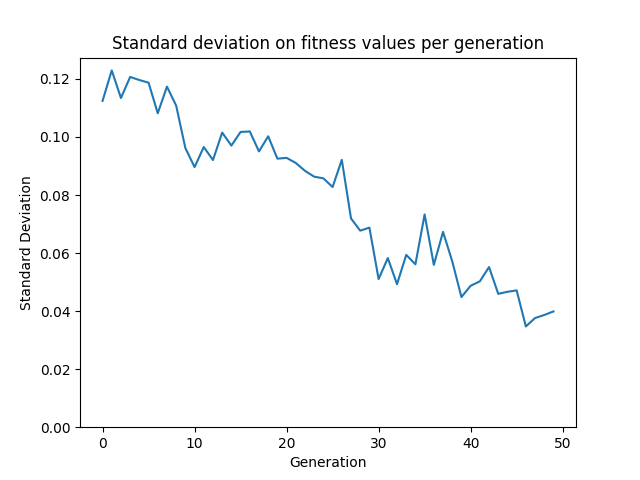 Standard deviation on fitness values per generation
0.12
0.10
0.08
0.06
0.04
0.02
0.00
Standard Deviation
0 10 20 30 40 50
Generation